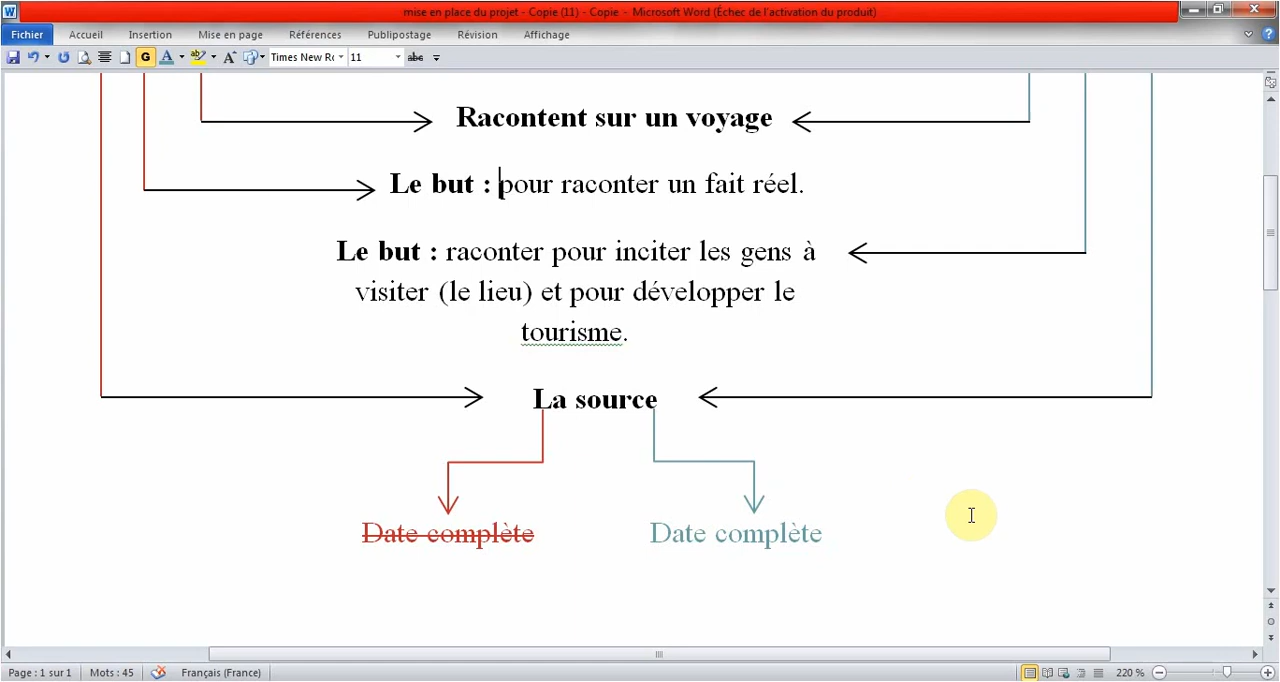 mise en place du projet - Copie (11) - Copie - Microsoft Word (Échec de l'activation du produit)
Fichier Accueil Insertion Mise en page Références Publipostage Révision Affichage
G A ab A Times New Ro 11 abc
Racontent sur un voyage
Le but : pour raconter un fait réel.
Le but : raconter pour inciter les gens à
visiter (le lieu) et pour développer le
tourisme.
La source
Date complète Date complète
Page : 1 sur 1 Mots : 45 Français (France) 220 %